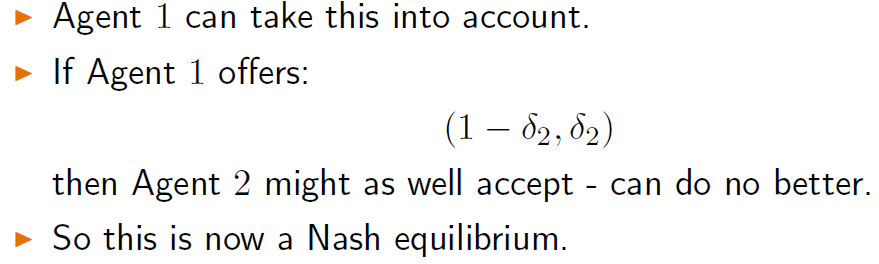 ▶ Agent 1 can take this into account.
▶ If Agent 1 offers:
(1 − δ₂, δ₂)
then Agent 2 might as well accept - can do no better.
▶ So this is now a Nash equilibrium.